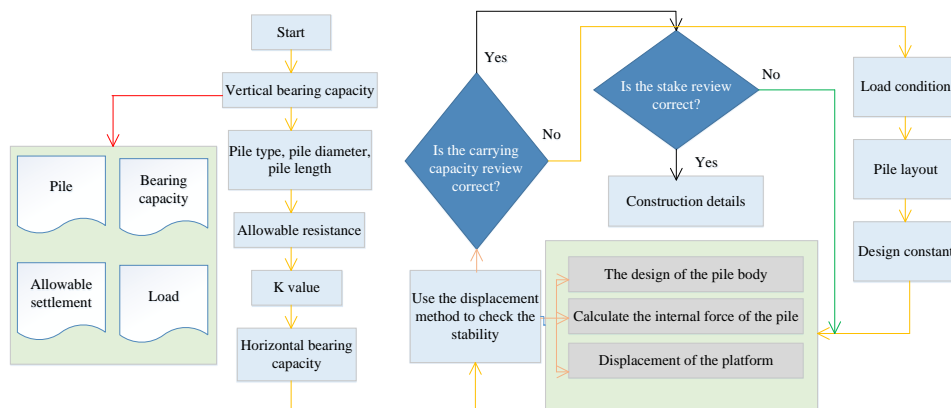 Start
Vertical bearing capacity
Pile type, pile diameter,
pile length
Allowable resistance
K value
Horizontal bearing
capacity
Pile
Bearing
capacity
Allowable
settlement
Load
Yes
Is the carrying
capacity review
correct?
No
Is the stake review
correct?
No
Yes
Construction details
Load condition
Pile layout
Design constant
Use the displacement
method to check the
stability
The design of the pile body
Calculate the internal force of the pile
Displacement of the platform